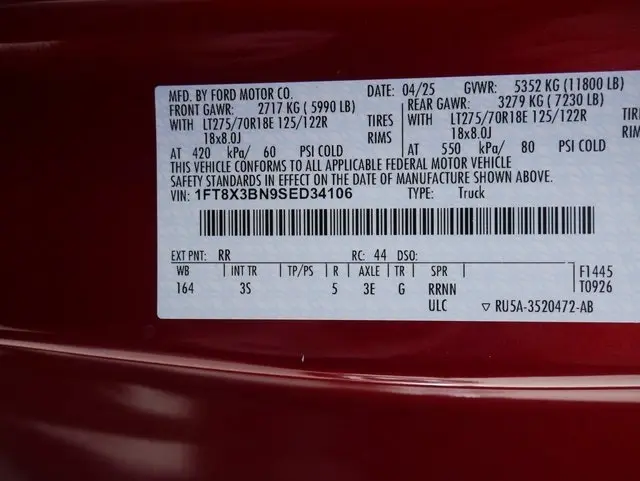 MFD. BY FORD MOTOR CO. DATE: 04/25 GVWR: 5352 KG (11800 LB)
FRONT GAWR: 2717 KG (5990 LB) REAR GAWR: 3279 KG (7230 LB)
WITH LT275/70R18E 125/122R TIRES WITH LT275/70R18E 125/122R TIRES
18x8.0J RIMS 18x8.0J RIMS
AT 420 kPa/ 60 PSI COLD AT 550 kPa/ 80 PSI COLD
THIS VEHICLE CONFORMS TO ALL APPLICABLE FEDERAL MOTOR VEHICLE
SAFETY STANDARDS IN EFFECT ON THE DATE OF MANUFACTURE SHOWN ABOVE.
VIN: 1FT8X3BN9SED34106 TYPE: Truck
EXT PNT: RR RC: 44 DSO:
WB INT TR TP/PS R AXLE TR SPR F1445
164 3S 5 3E G RRNN T0926
ULC ▽ RU5A-3520472-AB